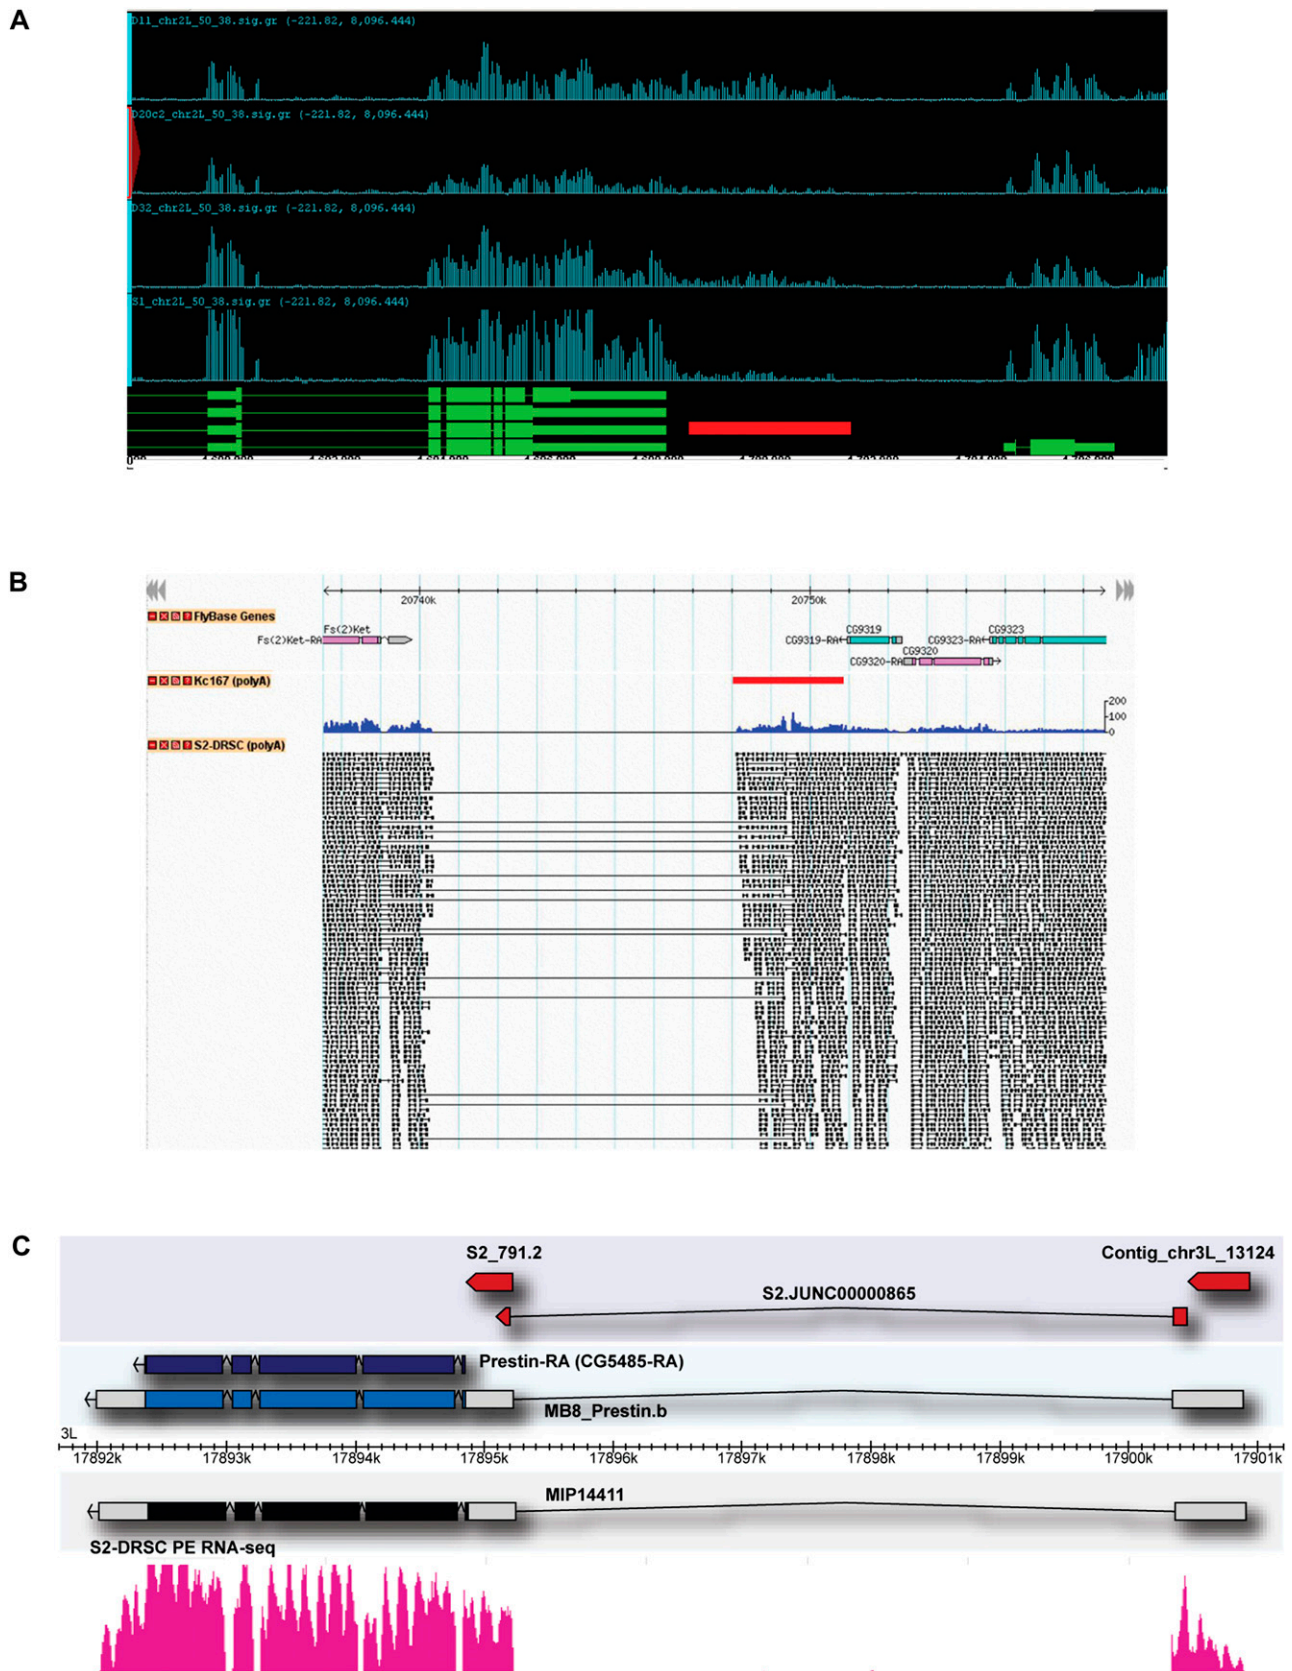 A
D11_chr2L_50_38.sig.gr (-221.82, 8,096.444)
D20c2_chr2L_50_38.sig.gr (-221.82, 8,096.444)
D32_chr2L_50_38.sig.gr (-221.82, 8,096.444)
S1_chr2L_50_38.sig.gr (-221.82, 8,096.444)
B
20740k 20750k
FlyBase Genes
Fs(2)Ket CG9319 CG9323
Fs(2)Ket-RA CG9319-RA CG9323-RA
CG9320
CG9320-RA
Kc167 (polyA)
200
100
0
S2-DRSC (polyA)
C
S2_791.2 Contig_chr3L_13124
S2.JUNC00000865
Prestin-RA (CG5485-RA)
MB8_Prestin.b
3L
17892k 17893k 17894k 17895k 17896k 17897k 17898k 17899k 17900k 17901k
MIP14411
S2-DRSC PE RNA-seq